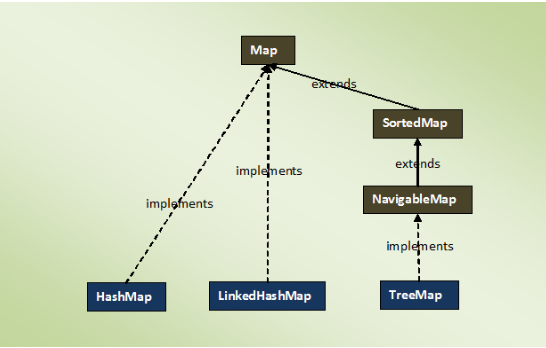 Map
extends
SortedMap
extends
implements
implements
NavigableMap
implements
HashMap
LinkedHashMap
TreeMap